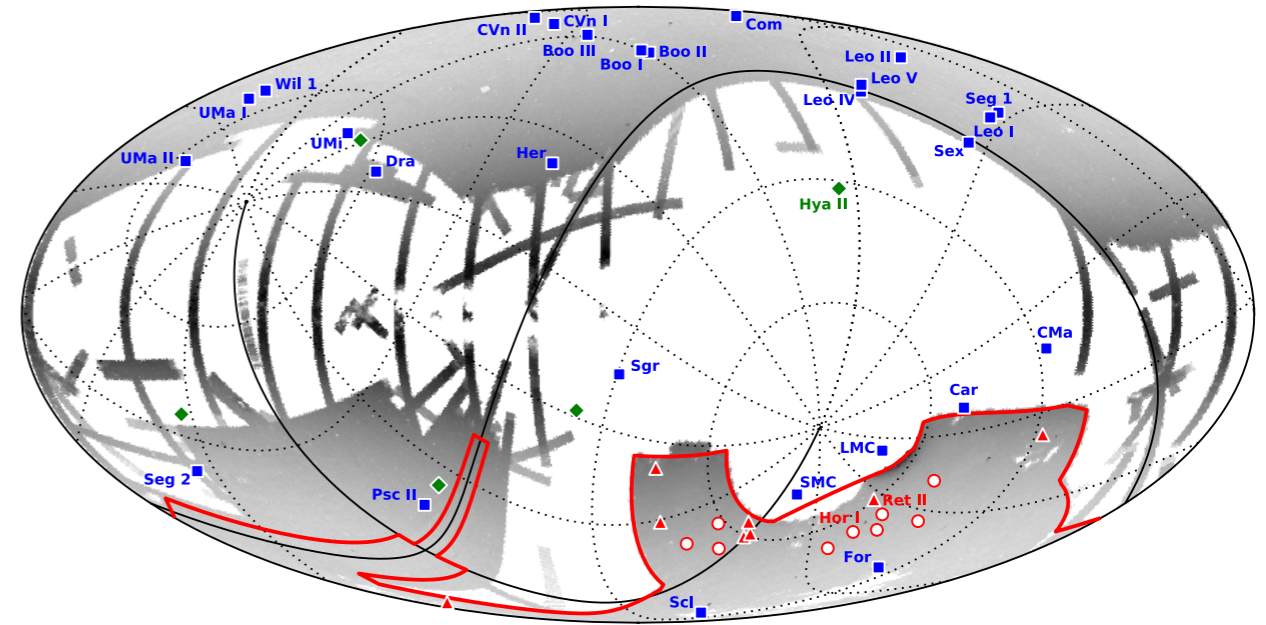 CVn II
CVn I
Com
Boo III
Boo I
Boo II
Leo II
Leo V
Leo IV
Wil 1
UMa I
Seg 1
Leo I
UMi
Sex
UMa II
Dra
Her
Hya II
CMa
Sgr
Car
LMC
Seg 2
SMC
Psc II
Ret II
Hor I
For
Scl